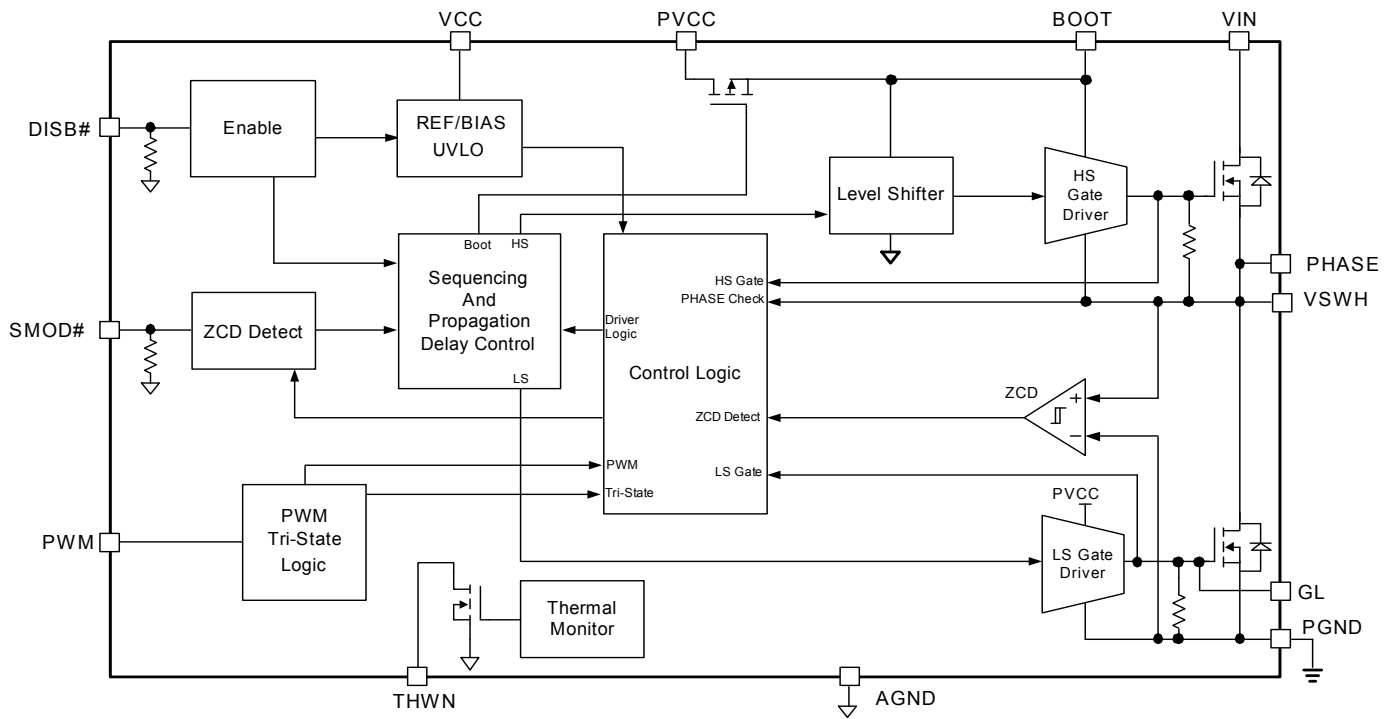 VCC
PVCC
BOOT
VIN
DISB#
Enable
REF/BIAS
UVLO
Level Shifter
HS
Gate
Driver
Boot
HS
Sequencing
And
Propagation
Delay Control
LS
HS Gate
PHASE Check
Driver
Logic
Control Logic
ZCD Detect
LS Gate
PWM
Tri-State
PHASE
VSWH
SMOD#
ZCD Detect
ZCD
+
−
PWM
PWM
Tri-State
Logic
PVCC
LS Gate
Driver
GL
PGND
Thermal
Monitor
THWN
AGND